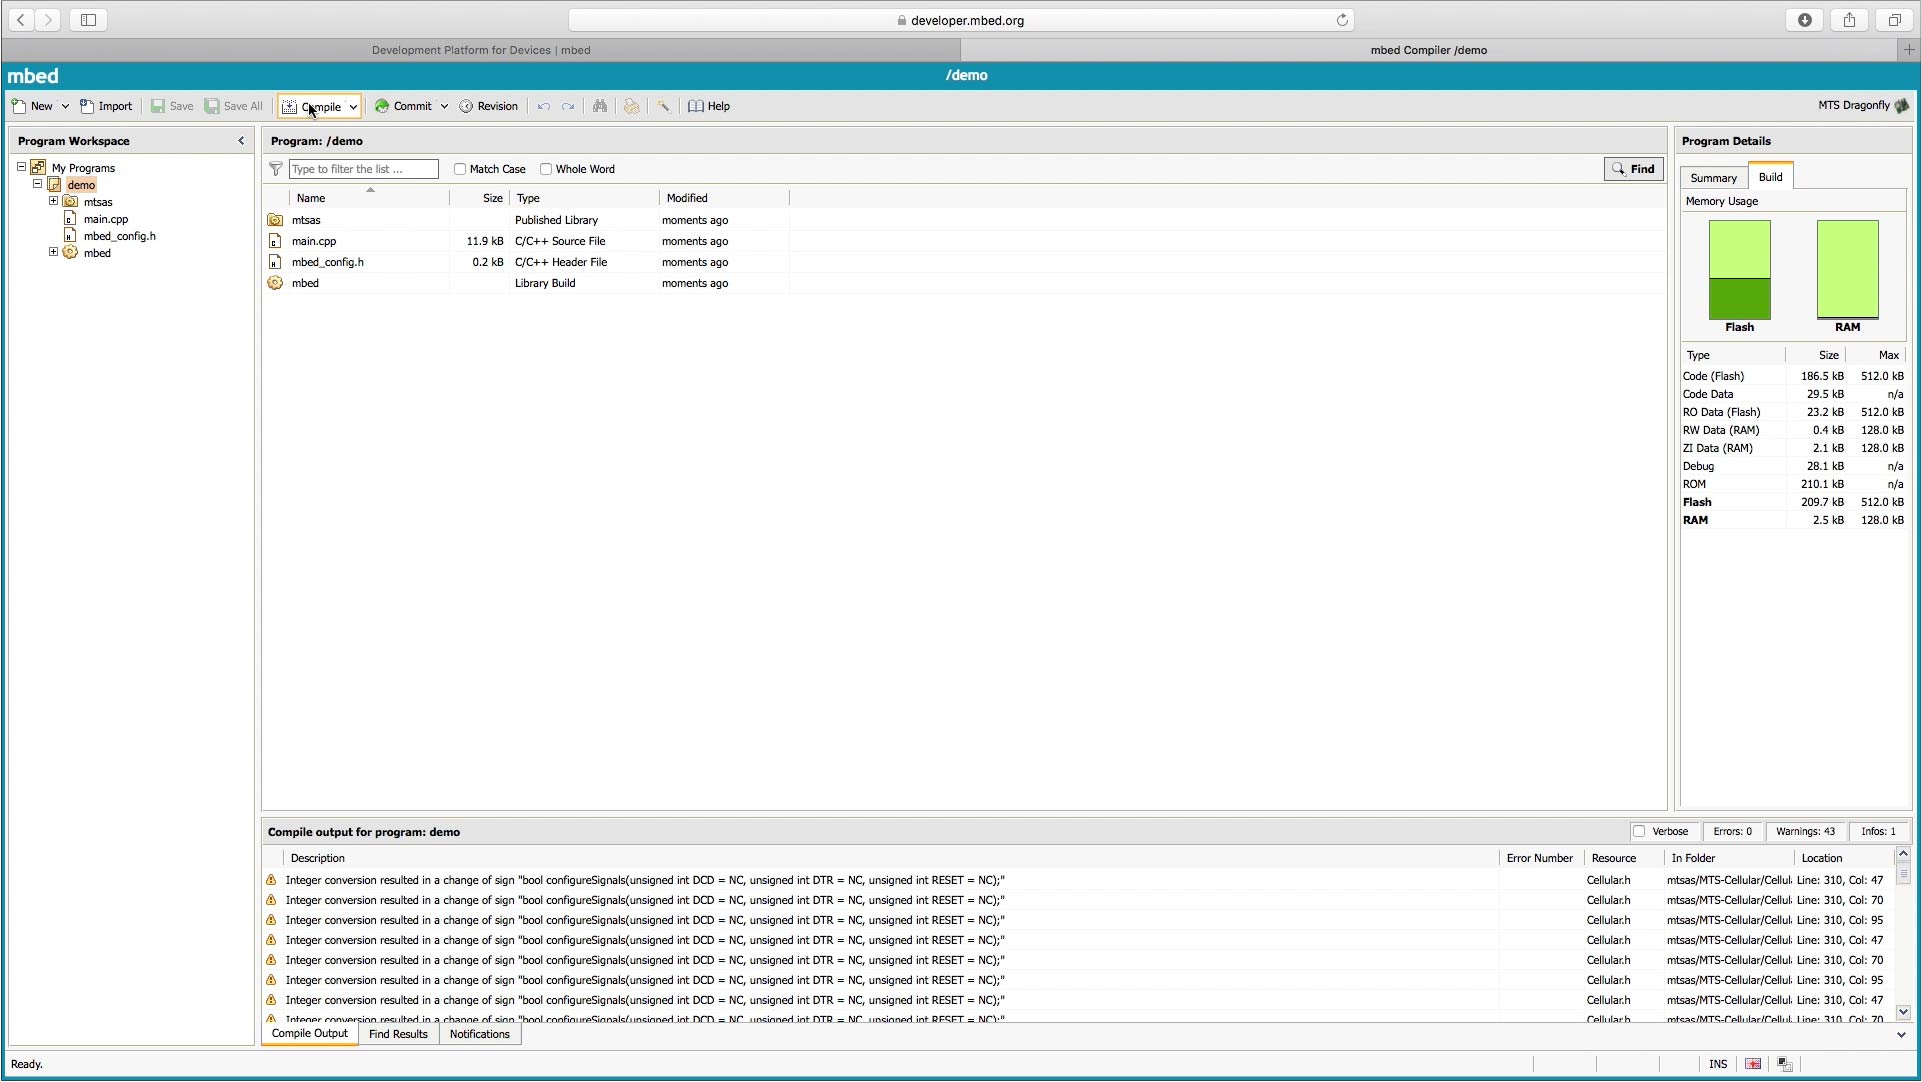 developer.mbed.org
Development Platform for Devices | mbed
mbed Compiler /demo
mbed
/demo
New
Import
Save
Save All
Compile
Commit
Revision
Help
MTS Dragonfly
Program Workspace
My Programs
demo
mtsas
main.cpp
mbed_config.h
mbed
Program: /demo
Type to filter the list ...
Match Case
Whole Word
Find
Name Size Type Modified
mtsas Published Library moments ago
main.cpp 11.9 kB C/C++ Source File moments ago
mbed_config.h 0.2 kB C/C++ Header File moments ago
mbed Library Build moments ago
Program Details
Summary Build
Memory Usage
Flash RAM
Type Size Max
Code (Flash) 186.5 kB 512.0 kB
Code Data 29.5 kB n/a
RO Data (Flash) 23.2 kB 512.0 kB
RW Data (RAM) 0.4 kB 128.0 kB
ZI Data (RAM) 2.1 kB 128.0 kB
Debug 28.1 kB n/a
ROM 210.1 kB n/a
Flash 209.7 kB 512.0 kB
RAM 2.5 kB 128.0 kB
Compile output for program: demo
Verbose Errors: 0 Warnings: 43 Infos: 1
Description Error Number Resource In Folder Location
Integer conversion resulted in a change of sign "bool configureSignals(unsigned int DCD = NC, unsigned int DTR = NC, unsigned int RESET = NC);" Cellular.h mtsas/MTS-Cellular/Cellul Line: 310, Col: 47
Integer conversion resulted in a change of sign "bool configureSignals(unsigned int DCD = NC, unsigned int DTR = NC, unsigned int RESET = NC);" Cellular.h mtsas/MTS-Cellular/Cellul Line: 310, Col: 70
Integer conversion resulted in a change of sign "bool configureSignals(unsigned int DCD = NC, unsigned int DTR = NC, unsigned int RESET = NC);" Cellular.h mtsas/MTS-Cellular/Cellul Line: 310, Col: 95
Integer conversion resulted in a change of sign "bool configureSignals(unsigned int DCD = NC, unsigned int DTR = NC, unsigned int RESET = NC);" Cellular.h mtsas/MTS-Cellular/Cellul Line: 310, Col: 47
Integer conversion resulted in a change of sign "bool configureSignals(unsigned int DCD = NC, unsigned int DTR = NC, unsigned int RESET = NC);" Cellular.h mtsas/MTS-Cellular/Cellul Line: 310, Col: 70
Integer conversion resulted in a change of sign "bool configureSignals(unsigned int DCD = NC, unsigned int DTR = NC, unsigned int RESET = NC);" Cellular.h mtsas/MTS-Cellular/Cellul Line: 310, Col: 95
Integer conversion resulted in a change of sign "bool configureSignals(unsigned int DCD = NC, unsigned int DTR = NC, unsigned int RESET = NC);" Cellular.h mtsas/MTS-Cellular/Cellul Line: 310, Col: 47
Integer conversion resulted in a change of sign "bool configureSignals(unsigned int DCD = NC, unsigned int DTR = NC, unsigned int RESET = NC);" Cellular.h mtsas/MTS-Cellular/Cellul Line: 310, Col: 70
Compile Output Find Results Notifications
Ready.
INS